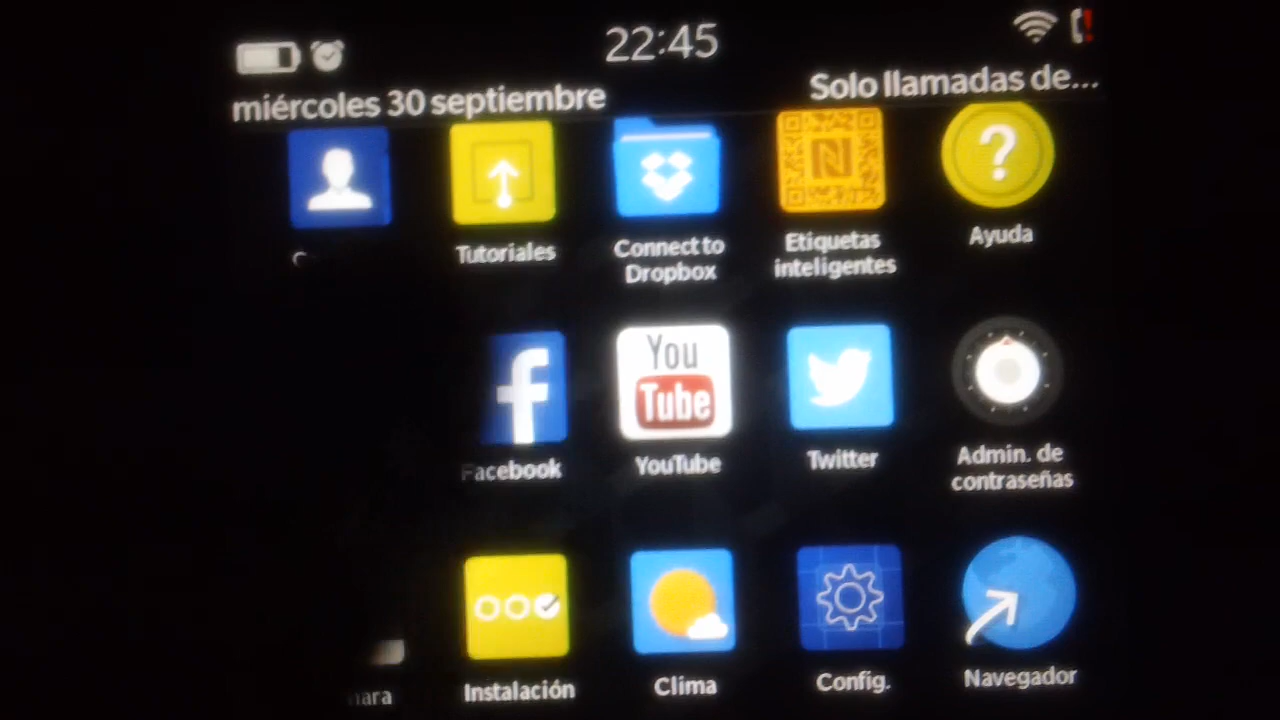 22:45
miércoles 30 septiembre
Solo llamadas de...
Tutoriales
Connect to
Dropbox
Etiquetas
inteligentes
?
Ayuda
f
Facebook
You
Tube
YouTube
Twitter
Admin. de
contraseñas
Instalación
Clima
Config.
Navegador